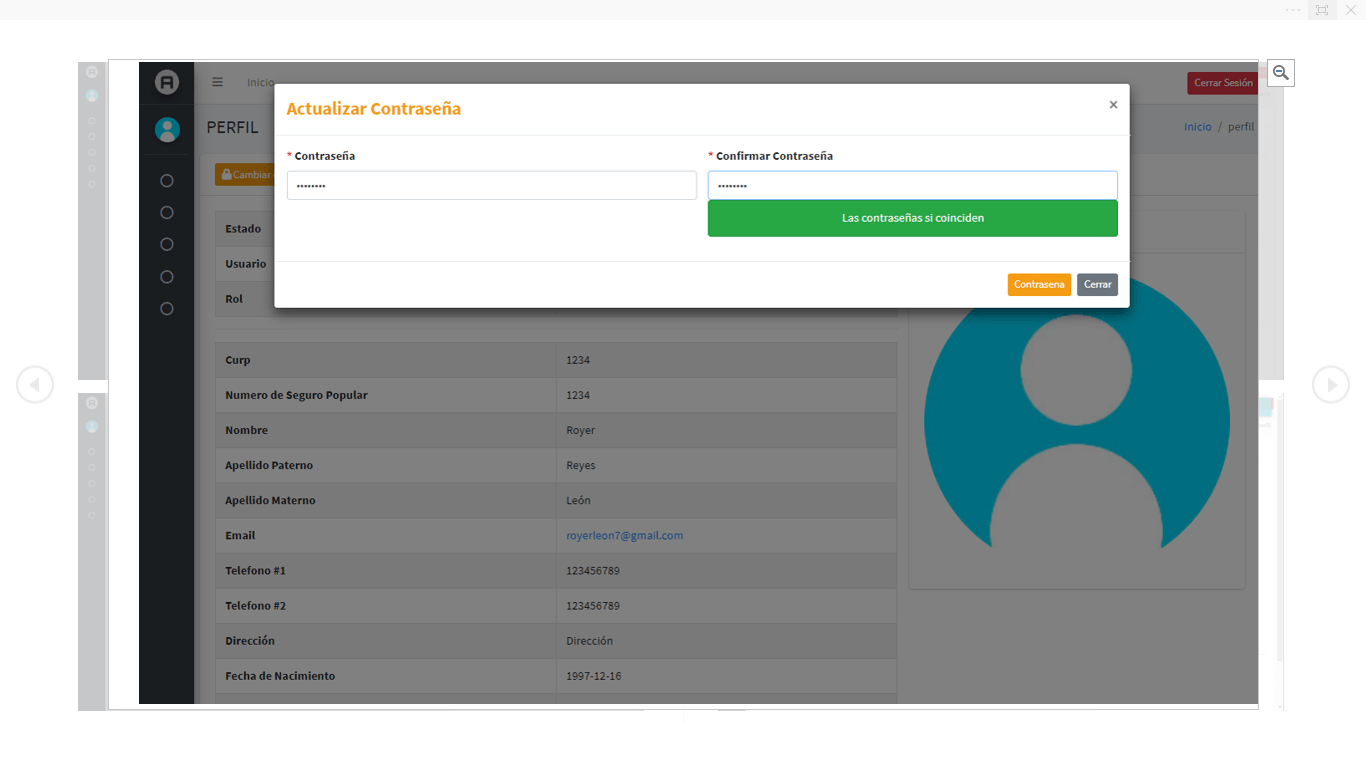 Inicio
Cerrar Sesión
Actualizar Contraseña
×
PERFIL
Inicio / perfil
* Contraseña
* Confirmar Contraseña
Cambiar
••••••••
••••••••
Las contraseñas si coinciden
Estado
Usuario
Rol
Contrasena
Cerrar
Curp 1234
Numero de Seguro Popular 1234
Nombre Royer
Apellido Paterno Reyes
Apellido Materno León
Email royerleon7@gmail.com
Telefono #1 123456789
Telefono #2 123456789
Dirección Dirección
Fecha de Nacimiento 1997-12-16